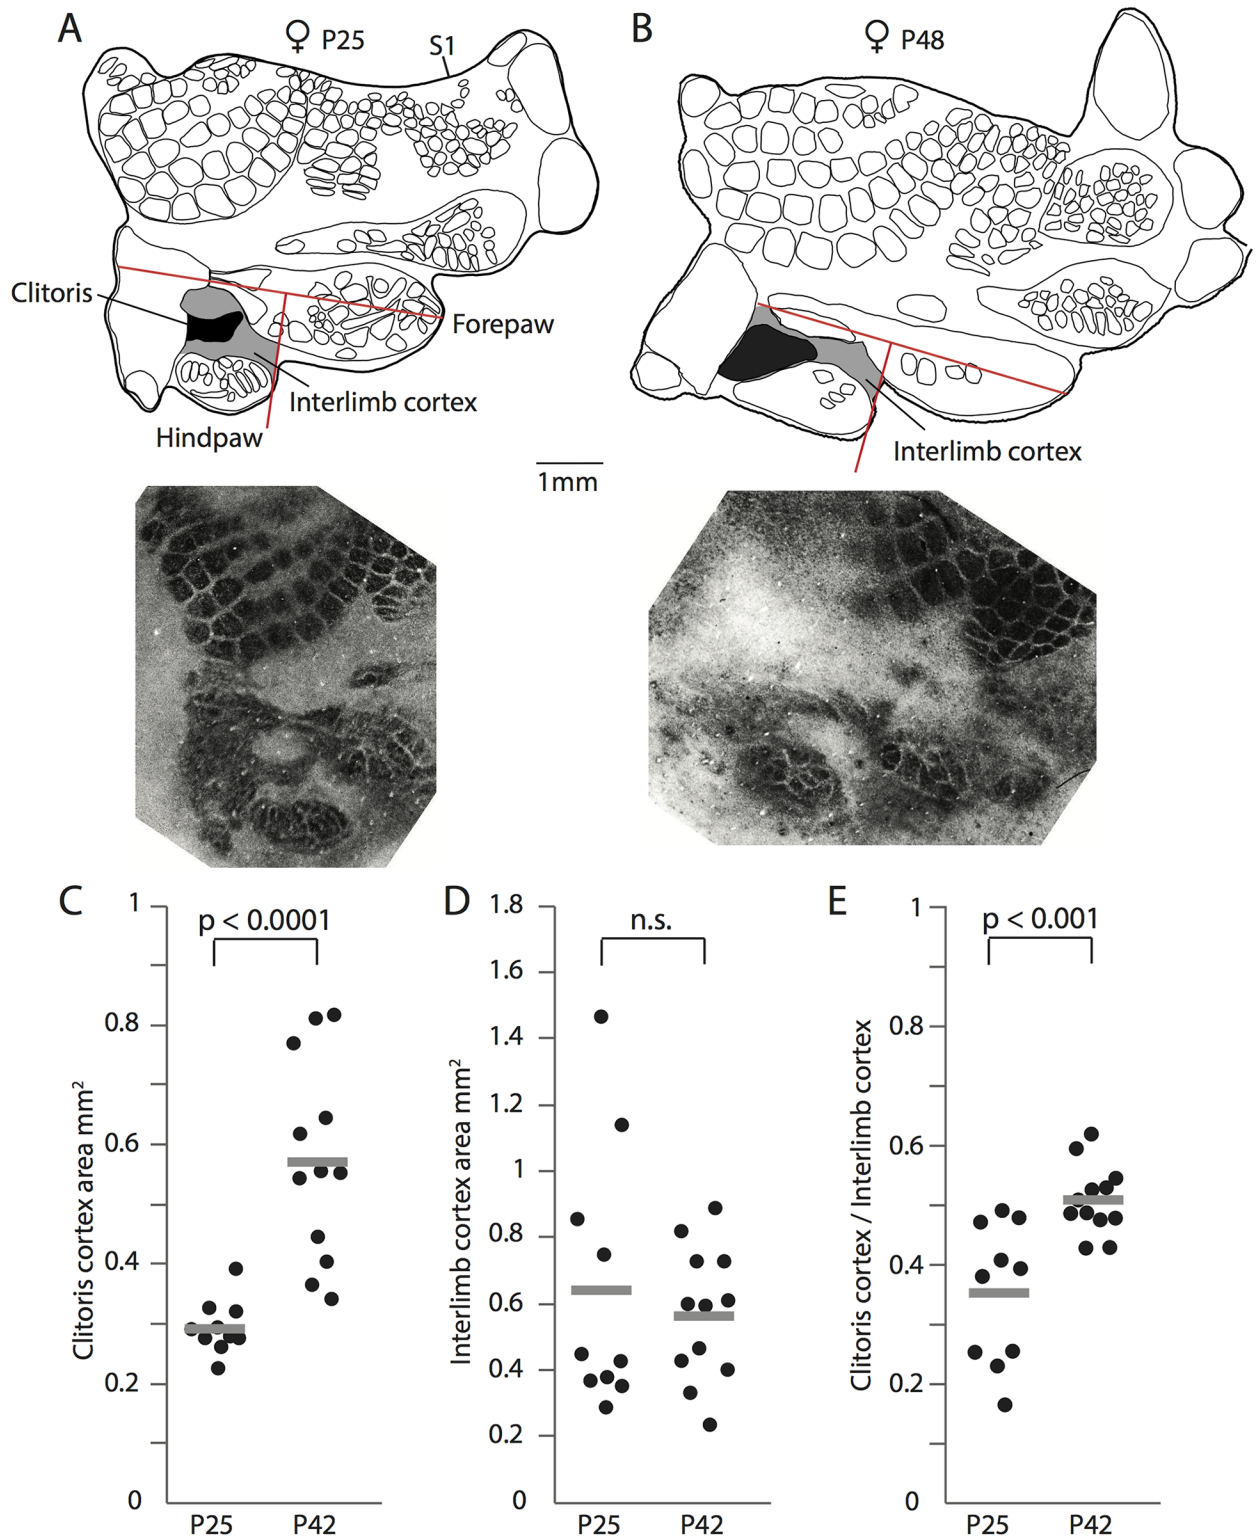 A
♀ P25
S1
B
♀ P48
Clitoris
Forepaw
Interlimb cortex
Hindpaw
Interlimb cortex
1mm
C
Clitoris cortex area mm²
1
0.8
0.6
0.4
0.2
0
p < 0.0001
P25 P42
D
Interlimb cortex area mm²
1.8
1.6
1.4
1.2
1
0.8
0.6
0.4
0.2
0
n.s.
P25 P42
E
Clitoris cortex / Interlimb cortex
1
0.8
0.6
0.4
0.2
0
p < 0.001
P25 P42